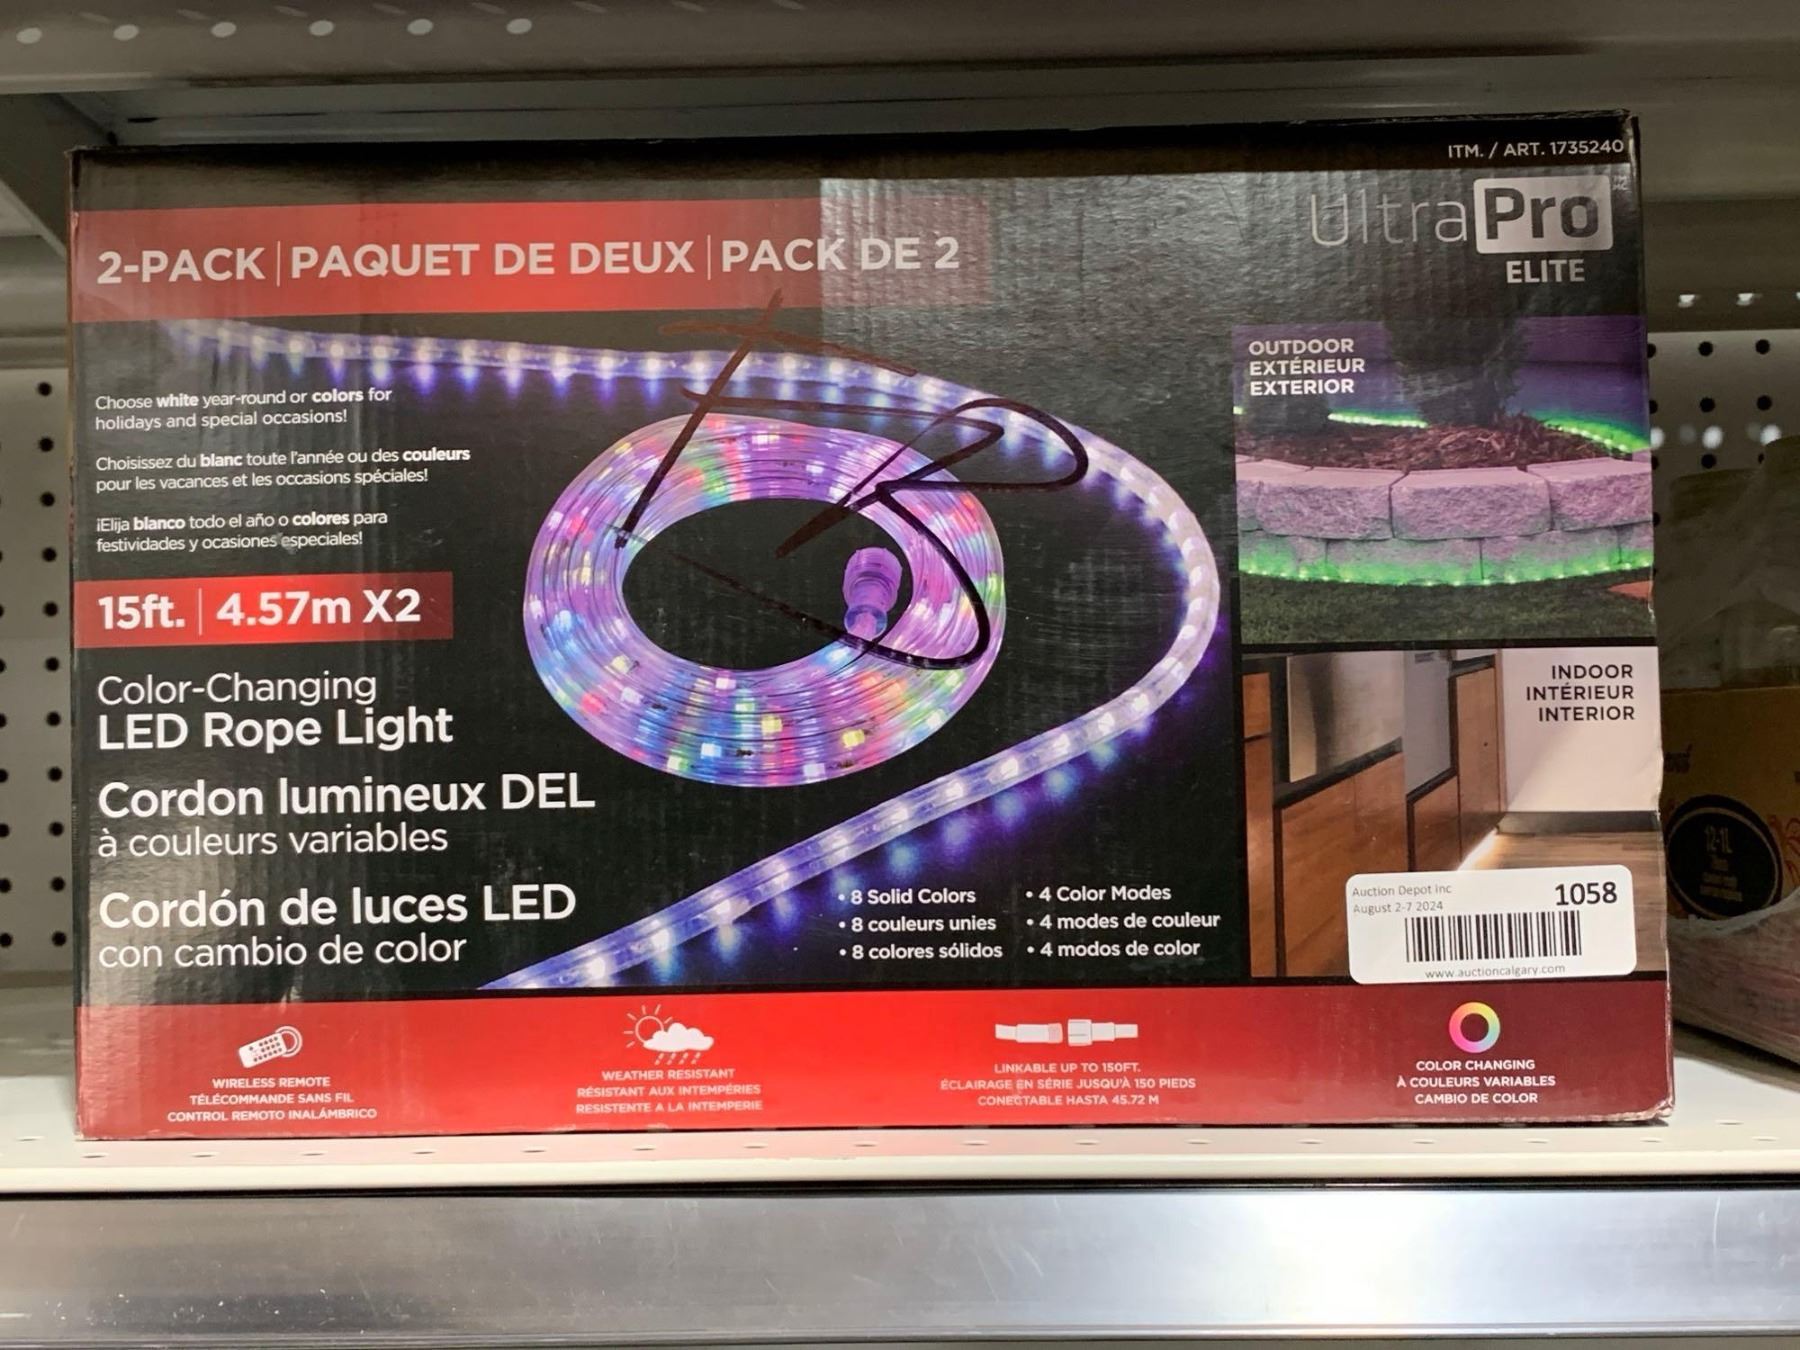 ITM. / ART. 1735240
UltraPro
TM
MC
ELITE
2-PACK | PAQUET DE DEUX | PACK DE 2
Choose white year-round or colors for
holidays and special occasions!
Choisissez du blanc toute l'année ou des couleurs
pour les vacances et les occasions spéciales!
¡Elija blanco todo el año o colores para
festividades y ocasiones especiales!
15ft. | 4.57m X2
Color-Changing
LED Rope Light
Cordon lumineux DEL
à couleurs variables
Cordón de luces LED
con cambio de color
• 8 Solid Colors
• 8 couleurs unies
• 8 colores sólidos
• 4 Color Modes
• 4 modes de couleur
• 4 modos de color
OUTDOOR
EXTÉRIEUR
EXTERIOR
INDOOR
INTÉRIEUR
INTERIOR
Auction Depot Inc
August 2-7 2024
1058
www.auctioncalgary.com
WIRELESS REMOTE
TÉLÉCOMMANDE SANS FIL
CONTROL REMOTO INALÁMBRICO
WEATHER RESISTANT
RÉSISTANT AUX INTEMPÉRIES
RESISTENTE A LA INTEMPERIE
LINKABLE UP TO 150FT.
ÉCLAIRAGE EN SÉRIE JUSQU'À 150 PIEDS
CONECTABLE HASTA 45.72 M
COLOR CHANGING
À COULEURS VARIABLES
CAMBIO DE COLOR
12-1L